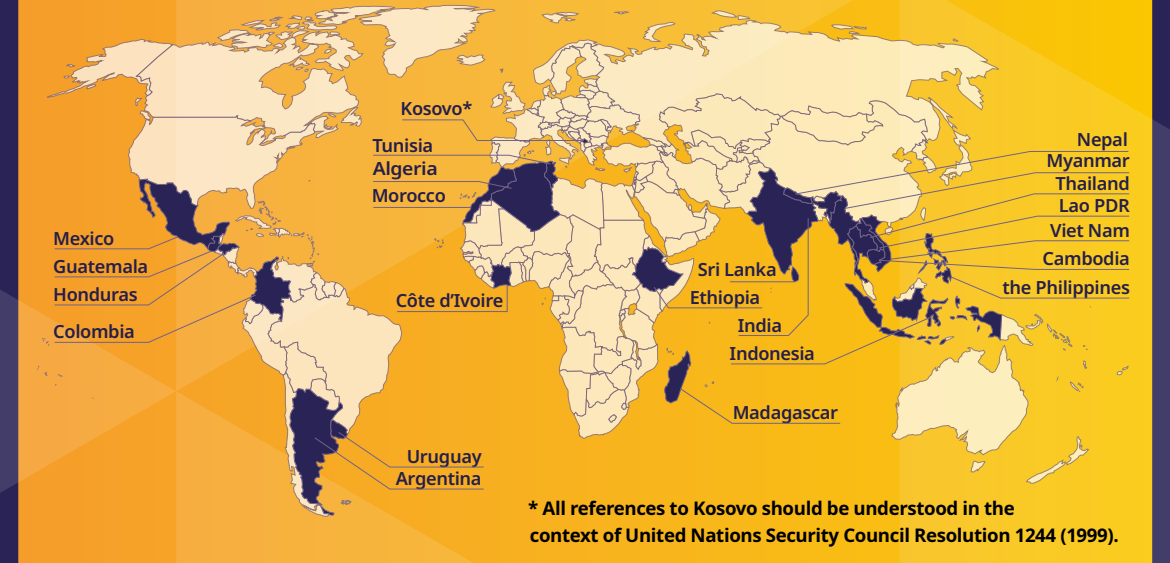 Kosovo*
Tunisia
Algeria
Morocco
Nepal
Myanmar
Thailand
Lao PDR
Viet Nam
Cambodia
the Philippines
Mexico
Guatemala
Honduras
Colombia
Côte d'Ivoire
Sri Lanka
Ethiopia
India
Indonesia
Madagascar
Uruguay
Argentina
* All references to Kosovo should be understood in the
context of United Nations Security Council Resolution 1244 (1999).